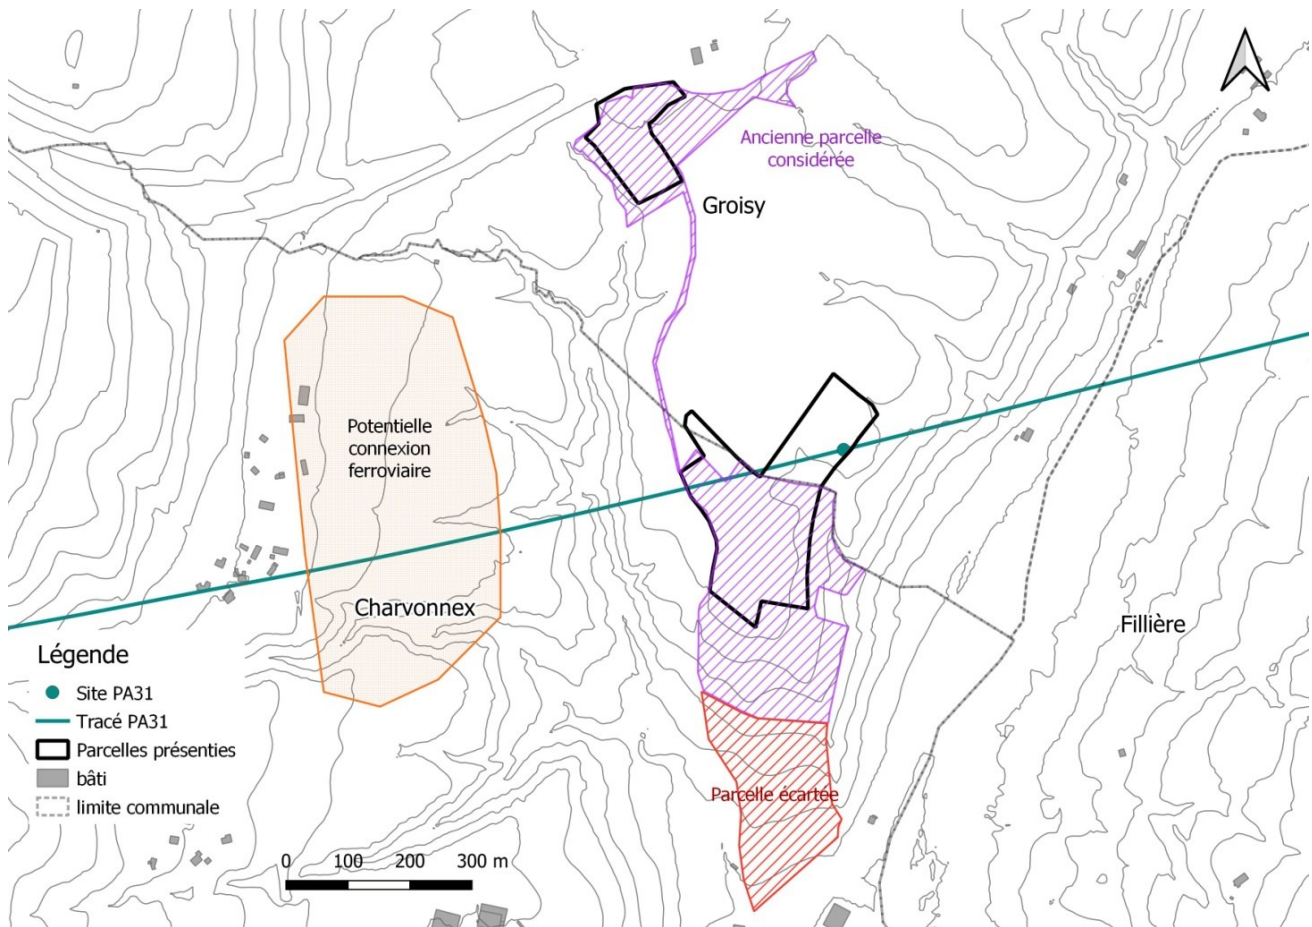 Ancienne parcelle
considérée
Groisy
Potentielle
connexion
ferroviaire
Charvonnex
Fillière
Légende
Site PA31
Tracé PA31
Parcelles présenties
bâti
limite communale
Parcelle écartée
0 100 200 300 m